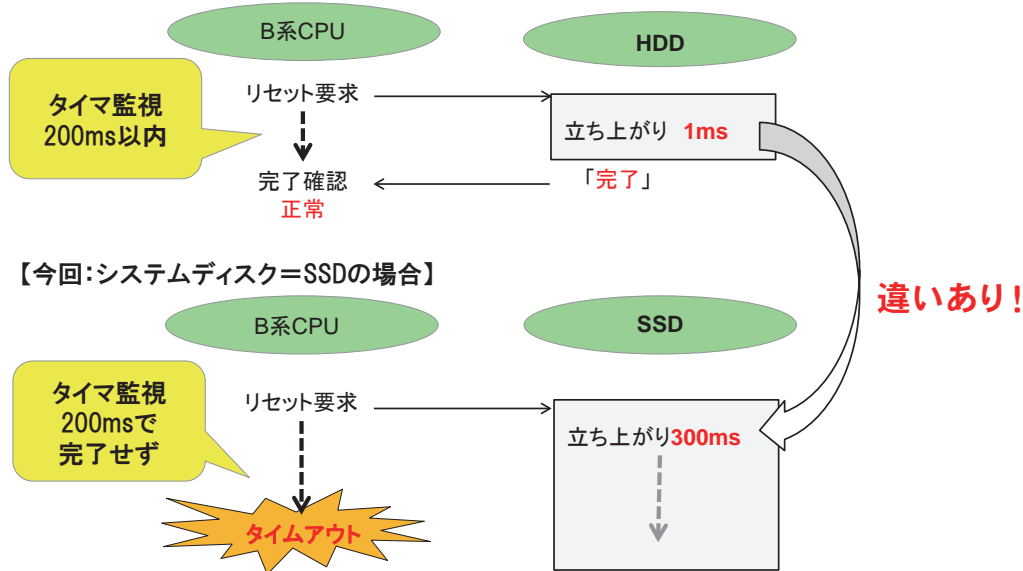 B系CPU
HDD
タイマ監視
200ms以内
リセット要求
立ち上がり 1ms
完了確認
「完了」
正常
【今回：システムディスク＝SSDの場合】
違いあり！
B系CPU
SSD
タイマ監視
200msで
完了せず
リセット要求
立ち上がり300ms
タイムアウト